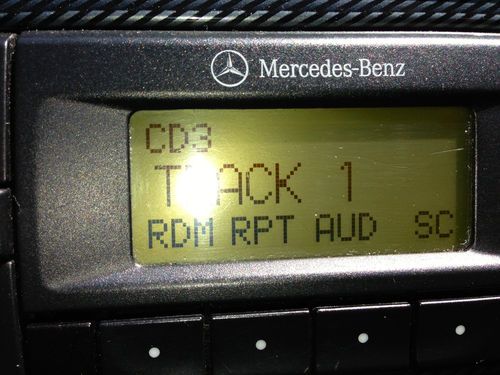 Mercedes-Benz
CD3
TRACK 1
RDM RPT AUD SC